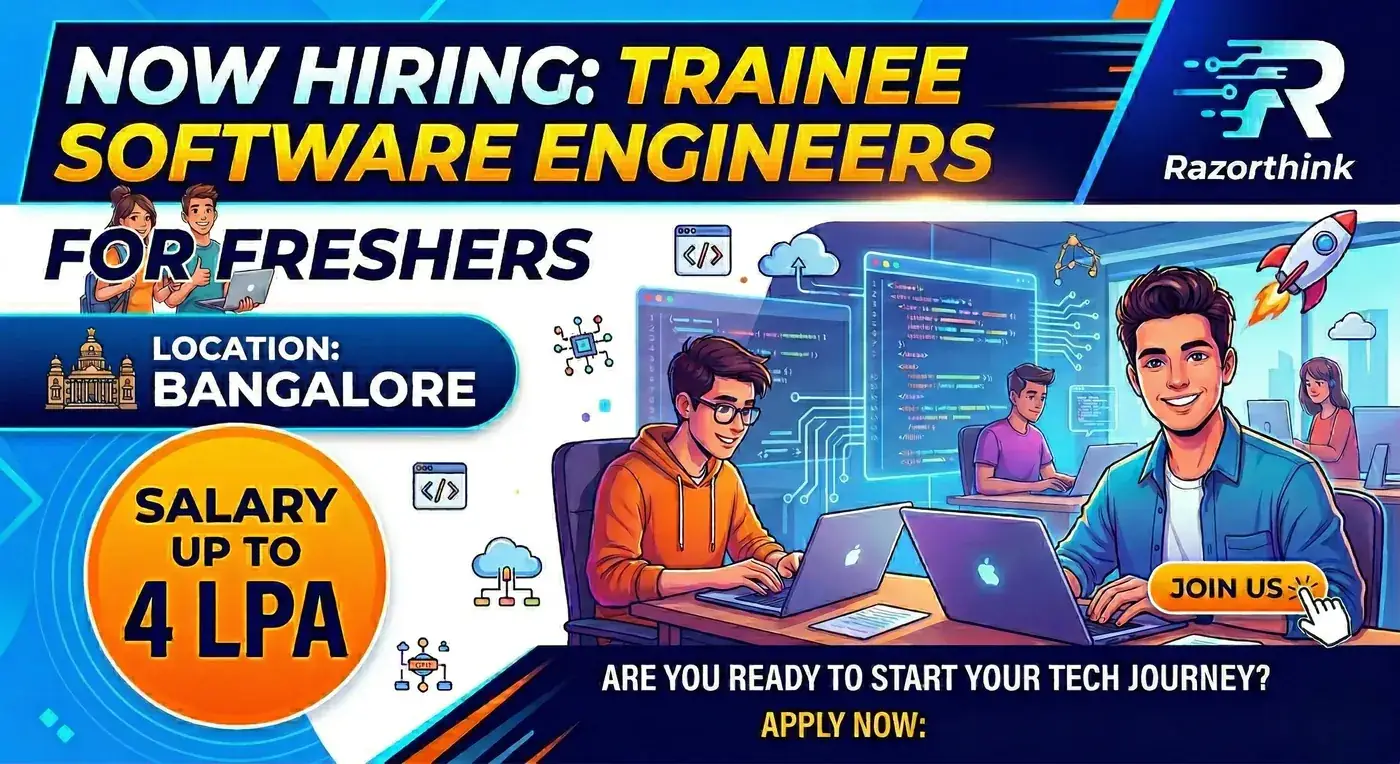 NOW HIRING: TRAINEE
SOFTWARE ENGINEERS
Razorthink
FOR FRESHERS
LOCATION:
BANGALORE
SALARY
UP TO
4 LPA
</>
</>
JOIN US
ARE YOU READY TO START YOUR TECH JOURNEY?
APPLY NOW: